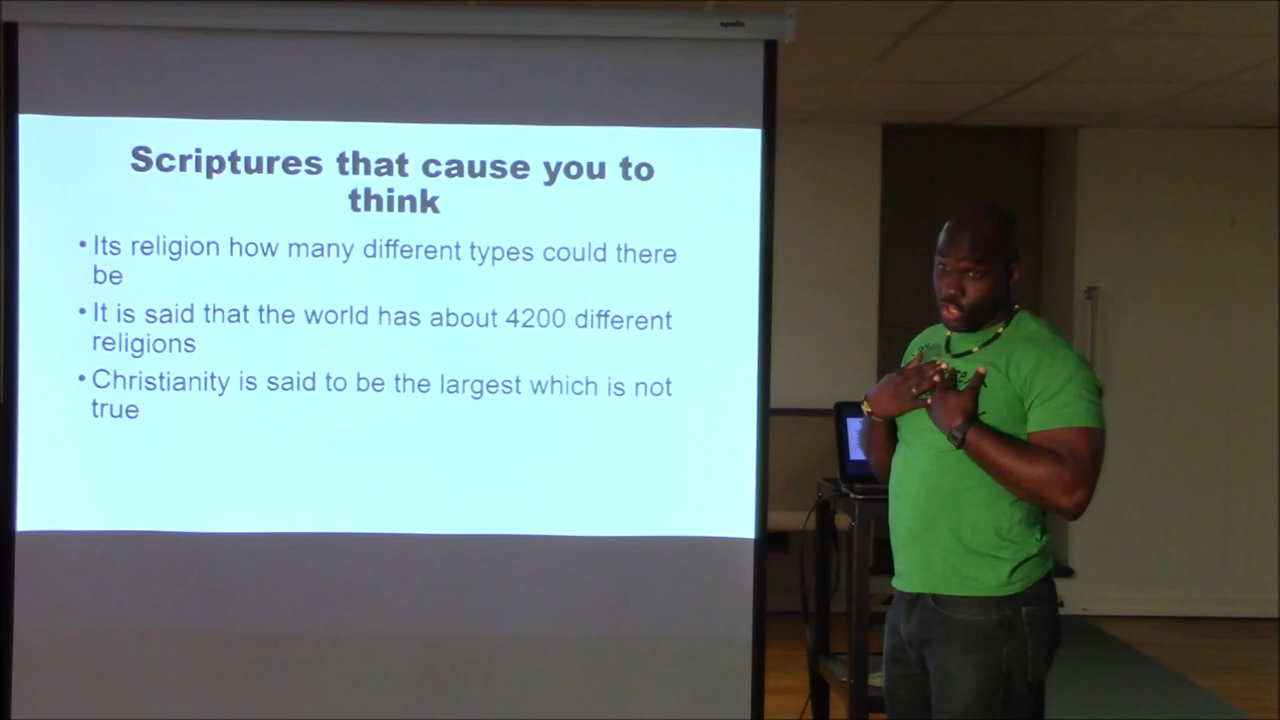 apollo
Scriptures that cause you to
think
• Its religion how many different types could there
be
• It is said that the world has about 4200 different
religions
• Christianity is said to be the largest which is not
true